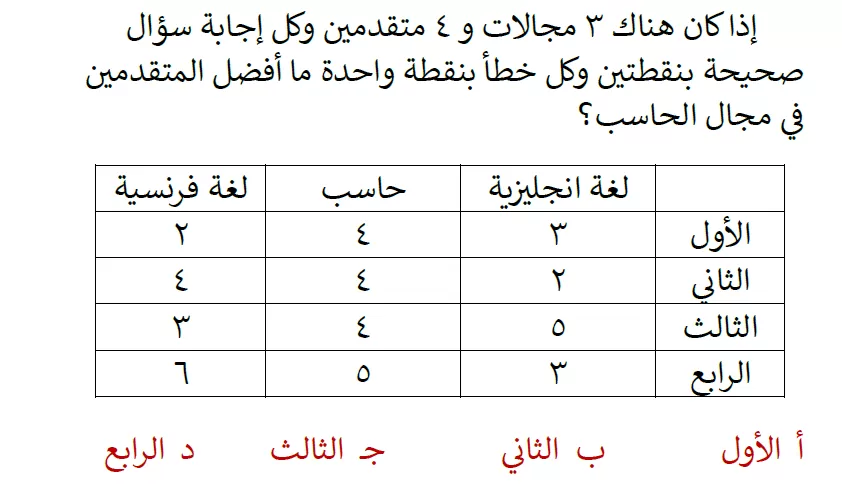 إذا كان هناك ٣ مجالات و ٤ متقدمين وكل إجابة سؤال
صحيحة بنقطتين وكل خطأ بنقطة واحدة ما أفضل المتقدمين
في مجال الحاسب؟
لغة انجليزية حاسب لغة فرنسية
الأول ٣ ٤ ٢
الثاني ٢ ٤ ٤
الثالث ٥ ٤ ٣
الرابع ٣ ٥ ٦
أ الأول ب الثاني جـ الثالث د الرابع